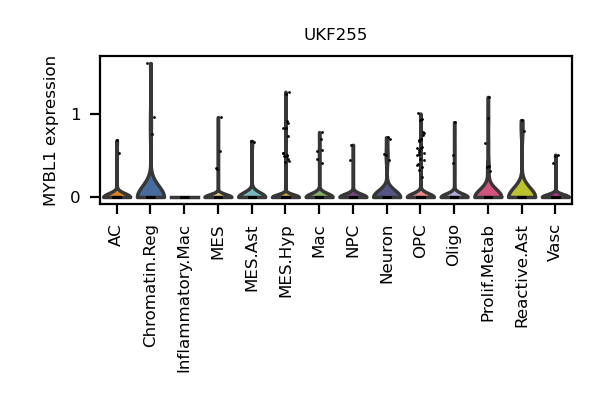 UKF255
MYBL1 expression
1
0
AC
Chromatin.Reg
Inflammatory.Mac
MES
MES.Ast
MES.Hyp
Mac
NPC
Neuron
OPC
Oligo
Prolif.Metab
Reactive.Ast
Vasc